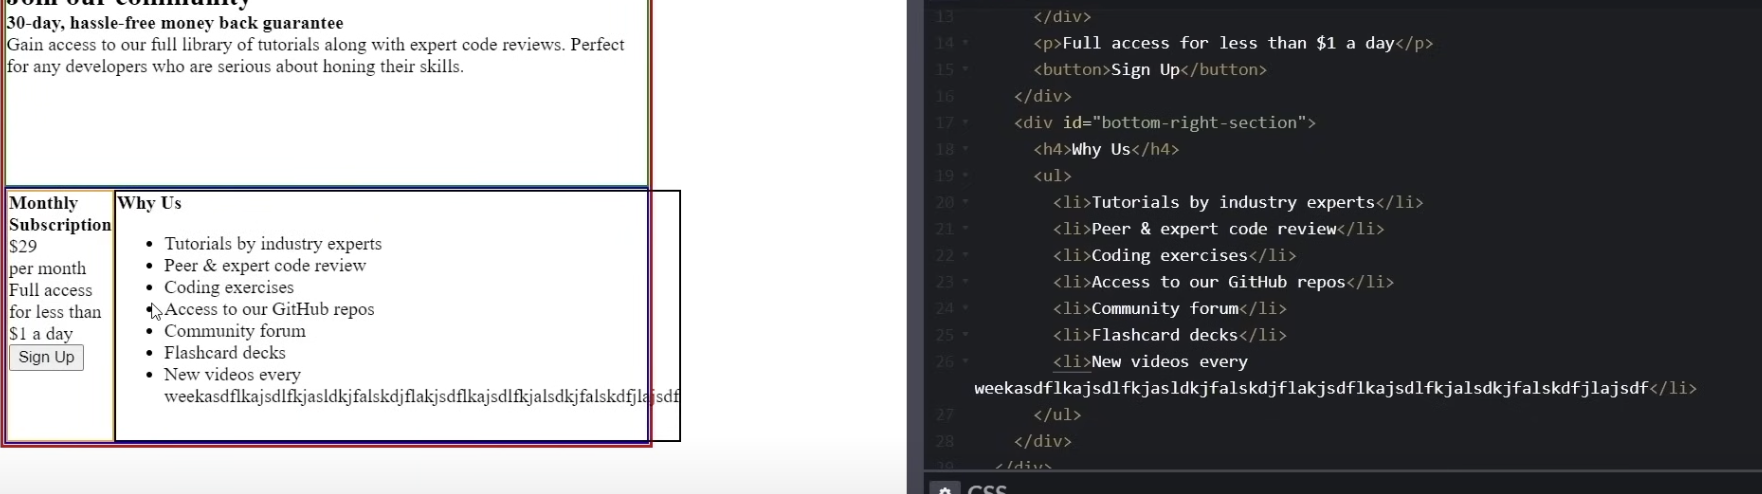 Join our community
30-day, hassle-free money back guarantee
Gain access to our full library of tutorials along with expert code reviews. Perfect
for any developers who are serious about honing their skills.
Monthly
Subscription
$29
per month
Full access
for less than
$1 a day
Sign Up
Why Us
• Tutorials by industry experts
• Peer & expert code review
• Coding exercises
• Access to our GitHub repos
• Community forum
• Flashcard decks
• New videos every
weekasdflkajsdlfkjasldkjfalskdjflakjsdflkajsdlfkjalsdkjfalskdfjlajsdf
13 </div>
14 <p>Full access for less than $1 a day</p>
15 <button>Sign Up</button>
16 </div>
17 <div id="bottom-right-section">
18 <h4>Why Us</h4>
19 <ul>
20 <li>Tutorials by industry experts</li>
21 <li>Peer & expert code review</li>
22 <li>Coding exercises</li>
23 <li>Access to our GitHub repos</li>
24 <li>Community forum</li>
25 <li>Flashcard decks</li>
26 <li>New videos every
weekasdflkajsdlfkjasldkjfalskdjflakjsdflkajsdlfkjalsdkjfalskdfjlajsdf</li>
27 </ul>
28 </div>
29 </div>
CSS